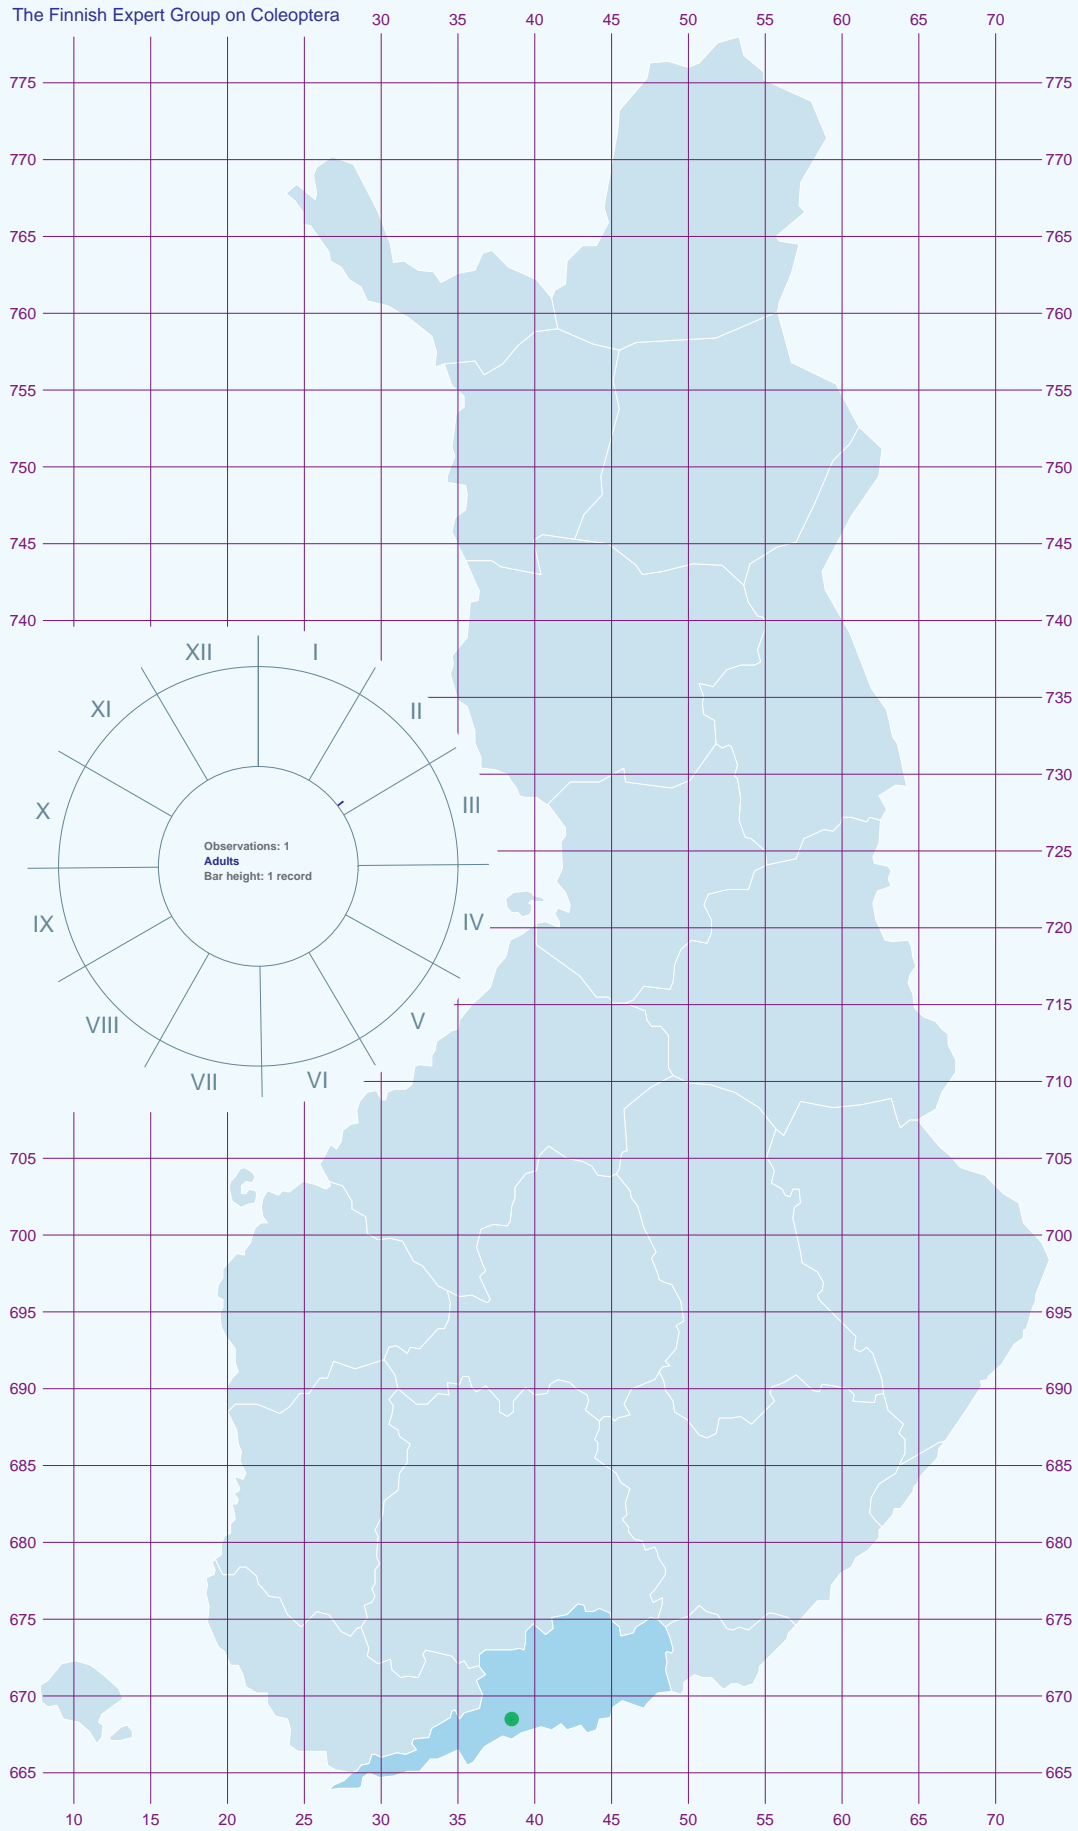 The Finnish Expert Group on Coleoptera
30 35 40 45 50 55 60 65 70
775 775
770 770
765 765
760 760
755 755
750 750
745 745
740 740
XII I
XI II
735
730
X III
725
Observations: 1
Adults
Bar height: 1 record
IX IV
720
VIII V
715
VII VI
710 710
705 705
700 700
695 695
690 690
685 685
680 680
675 675
670 670
665 665
10 15 20 25 30 35 40 45 50 55 60 65 70